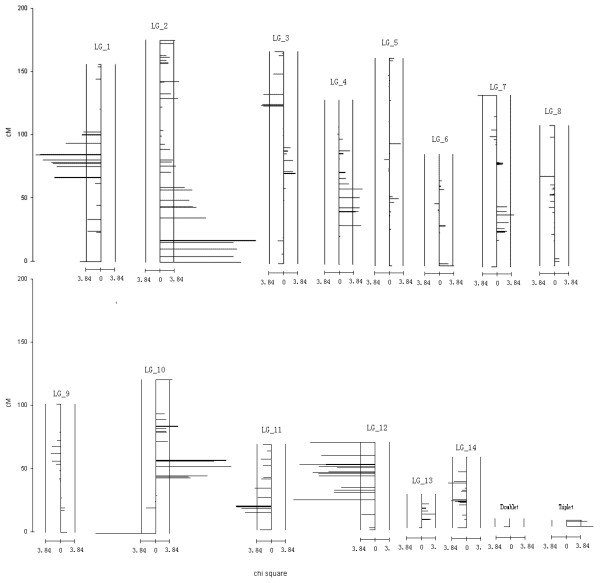 200
LG_2
LG_1
LG_3
LG_5
LG_4
LG_7
LG_8
LG_6
150
cM
100
50
0
3.84 0 3.84
3.84 0 3.84
3.84 0 3.84
3.84 0 3.84
3.84 0 3.84
3.84 0 3.84
3.84 0 3.84
3.84 0 3.84
200
150
LG_10
LG_9
LG_11
LG_12
LG_14
LG_13
cM
100
50
0
Doublet
Triplet
3.84 0 3.84
3.84 0 3.84
3.84 0 3.84
3.84 0 3.
3.84 0 3.
3.84 0 3.84
3.84 0 3.84
3.84 0 3.84
chi square